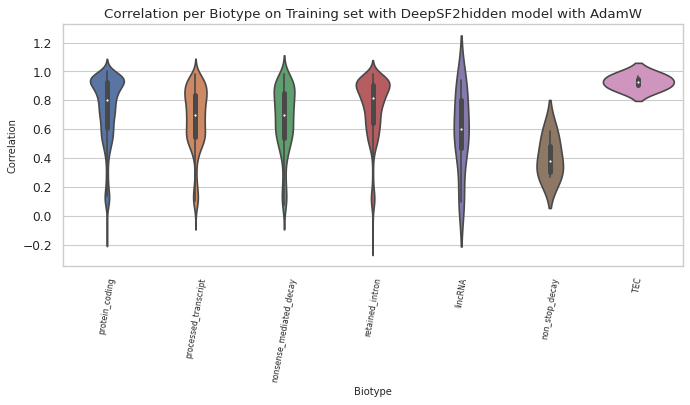 Correlation per Biotype on Training set with DeepSF2hidden model with AdamW
Correlation
1.2
1.0
0.8
0.6
0.4
0.2
0.0
−0.2
protein_coding
processed_transcript
nonsense_mediated_decay
retained_intron
lincRNA
non_stop_decay
TEC
Biotype